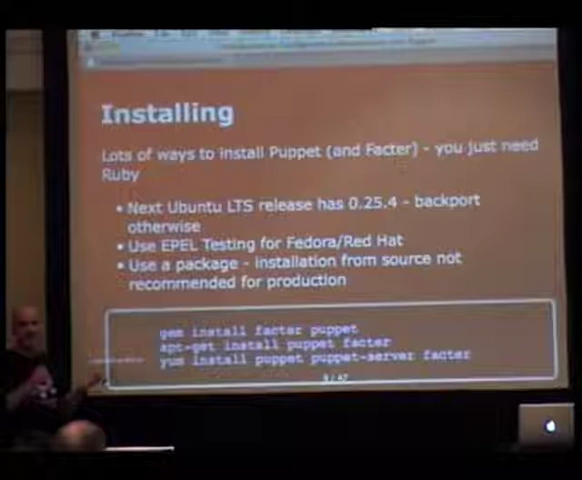 Installing
Lots of ways to install Puppet (and Facter) - you just need
Ruby
• Next Ubuntu LTS release has 0.25.4 - backport
otherwise
• Use EPEL Testing for Fedora/Red Hat
• Use a package - installation from source not
recommended for production
gem install facter puppet
apt-get install puppet facter
yum install puppet puppet-server facter
9 / 47